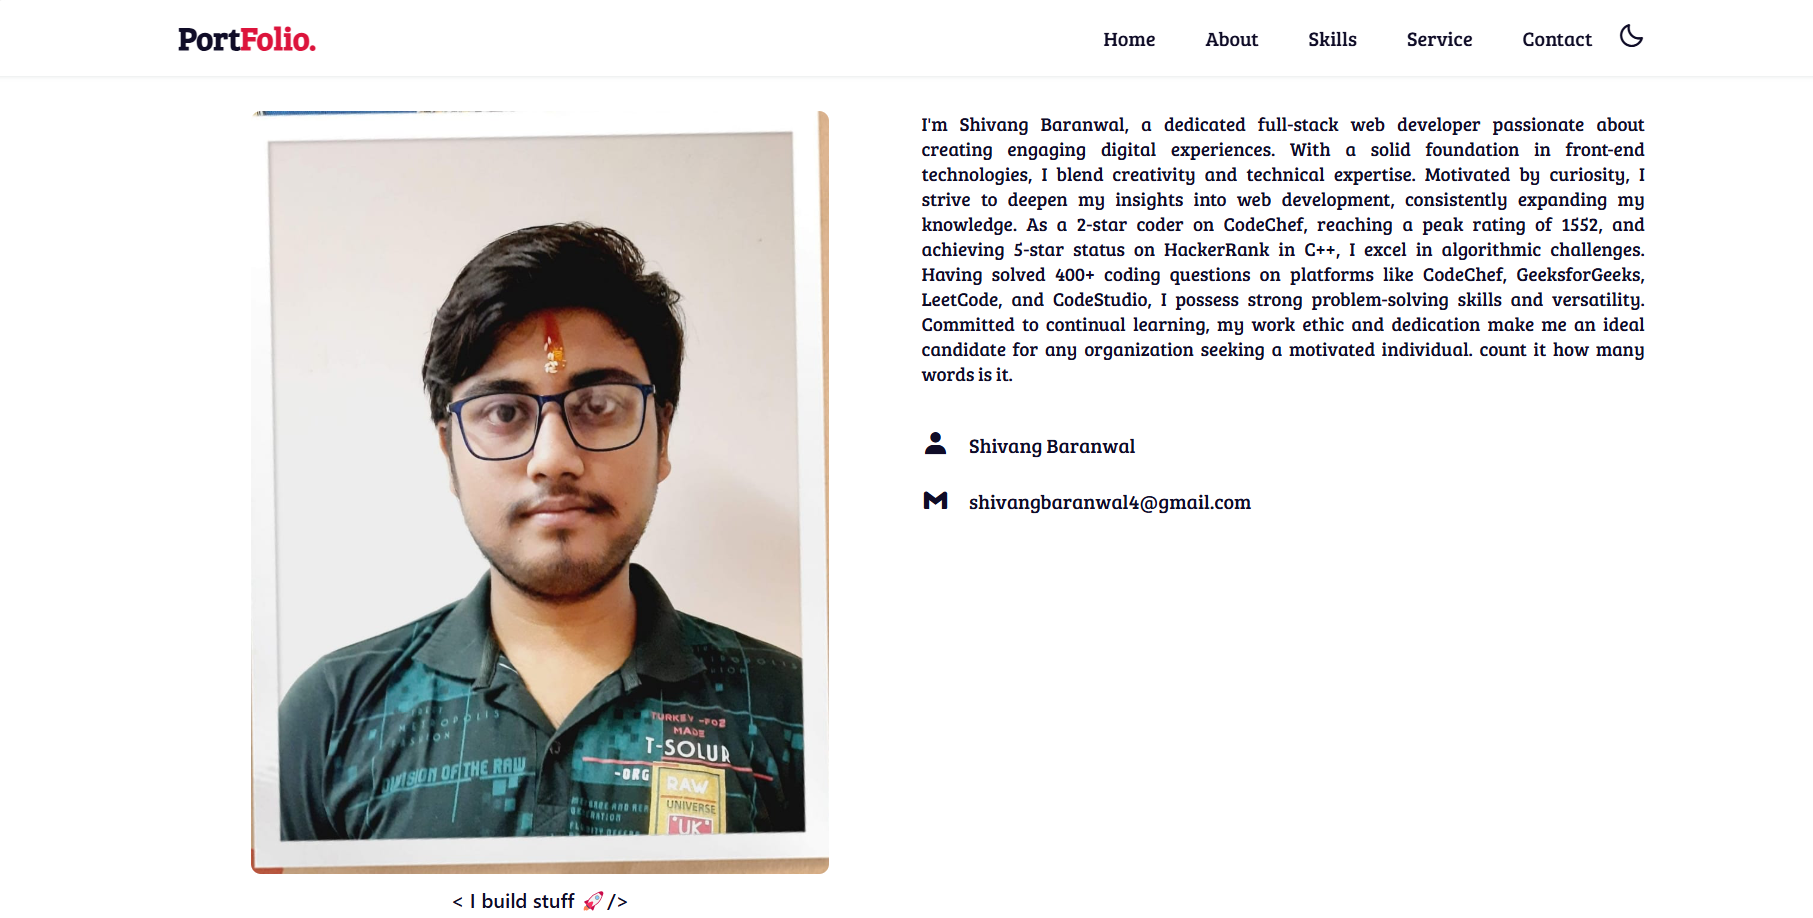 PortFolio.
Home About Skills Service Contact
I'm Shivang Baranwal, a dedicated full-stack web developer passionate about
creating engaging digital experiences. With a solid foundation in front-end
technologies, I blend creativity and technical expertise. Motivated by curiosity, I
strive to deepen my insights into web development, consistently expanding my
knowledge. As a 2-star coder on CodeChef, reaching a peak rating of 1552, and
achieving 5-star status on HackerRank in C++, I excel in algorithmic challenges.
Having solved 400+ coding questions on platforms like CodeChef, GeeksforGeeks,
LeetCode, and CodeStudio, I possess strong problem-solving skills and versatility.
Committed to continual learning, my work ethic and dedication make me an ideal
candidate for any organization seeking a motivated individual. count it how many
words is it.
Shivang Baranwal
shivangbaranwal4@gmail.com
METROPOLIS
FASHION
DIVISION OF THE RAW
TURKEY
MADE
T-SOLUR
-ORG
RAW
UNIVERSE
"UK"
< I build stuff 🚀 />